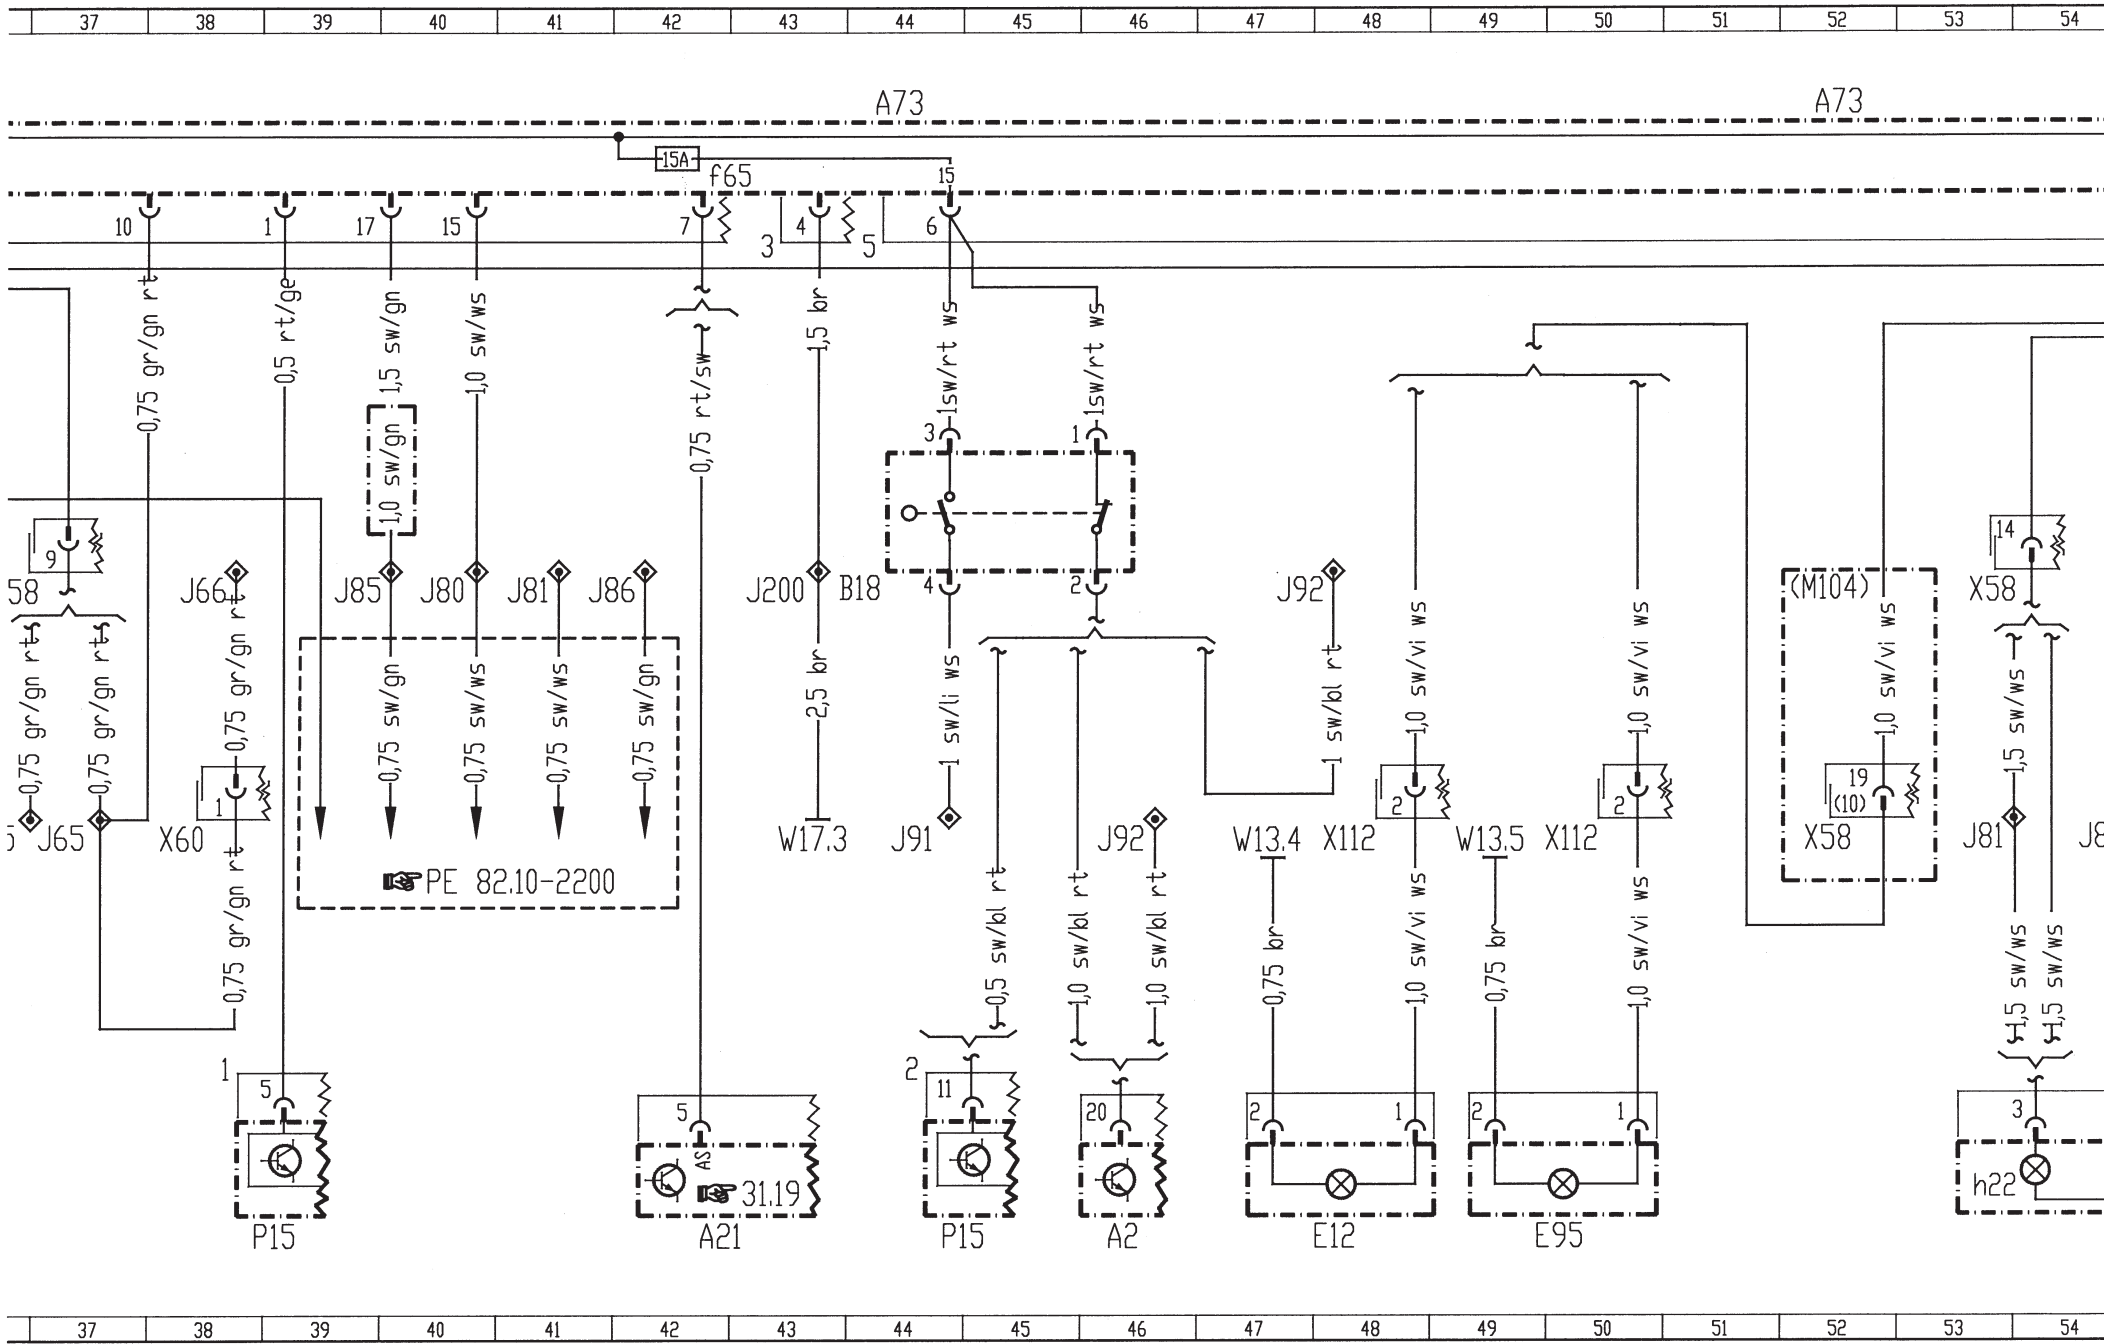 37 38 39 40 41 42 43 44 45 46 47 48 49 50 51 52 53 54
A73 A73
15A
f65 15
10 1 17 15 7 3 4 5 6
0,75 gr/gn rt
0,5 rt/ge
1,5 sw/gn
1,0 sw/gn
1,0 sw/ws
0,75 rt/sw
1,5 br
1sw/rt ws
1sw/rt ws
3 1
9
58 J66 J85 J80 J81 J86 J200 B18 4 2 J92 (M104) 14 X58
0,75 gr/gn rt
0,75 gr/gn rt
0,75 gr/gn rt
0,75 sw/gn
0,75 sw/ws
0,75 sw/ws
0,75 sw/gn
2,5 br
1 sw/li ws
1 sw/bl rt
1,0 sw/vi ws
1,0 sw/vi ws
1,0 sw/vi ws
1,5 sw/ws
1 2 2 19
(10)
J65 X60 W17.3 J91 J92 W13.4 X112 W13.5 X112 X58 J81
PE 82.10-2200
0,75 gr/gn rt
0,5 sw/bl rt
1,0 sw/bl rt
1,0 sw/bl rt
0,75 br
1,0 sw/vi ws
0,75 br
1,0 sw/vi ws
1,5 sw/ws
1,5 sw/ws
1 5 5 2 11 20 2 1 2 1 3
AS
31.19
h22
P15 A21 P15 A2 E12 E95
37 38 39 40 41 42 43 44 45 46 47 48 49 50 51 52 53 54